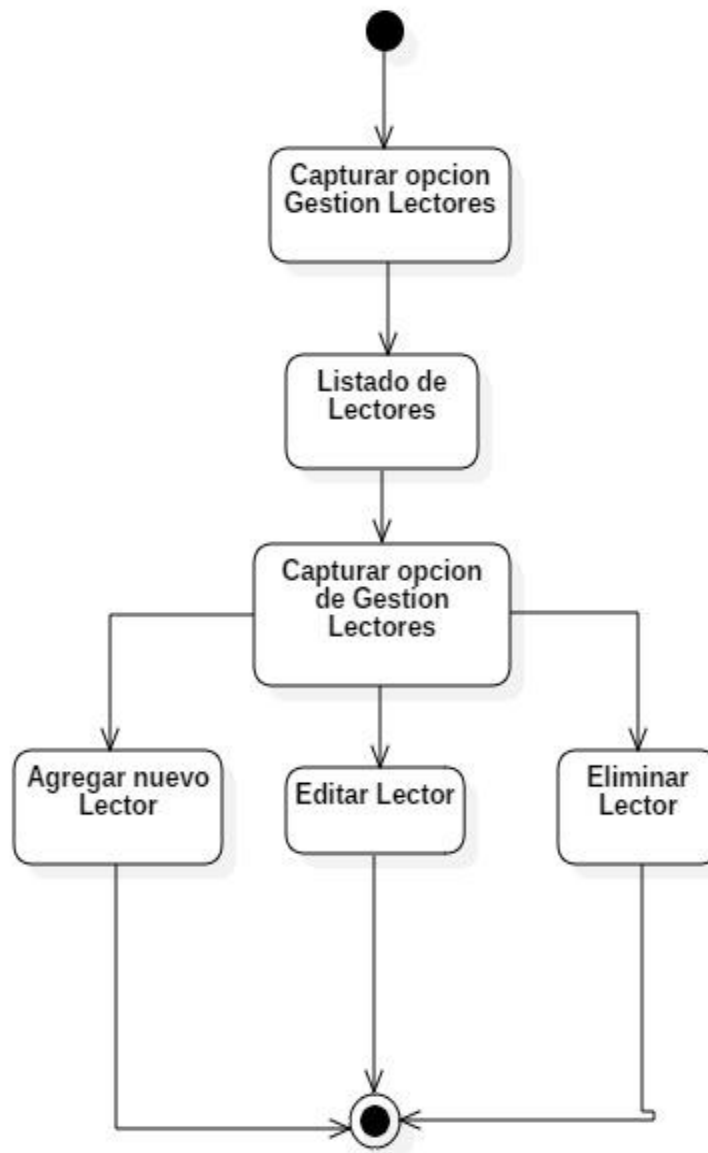 Capturar opcion
Gestion Lectores
Listado de
Lectores
Capturar opcion
de Gestion
Lectores
Agregar nuevo
Lector
Editar Lector
Eliminar
Lector